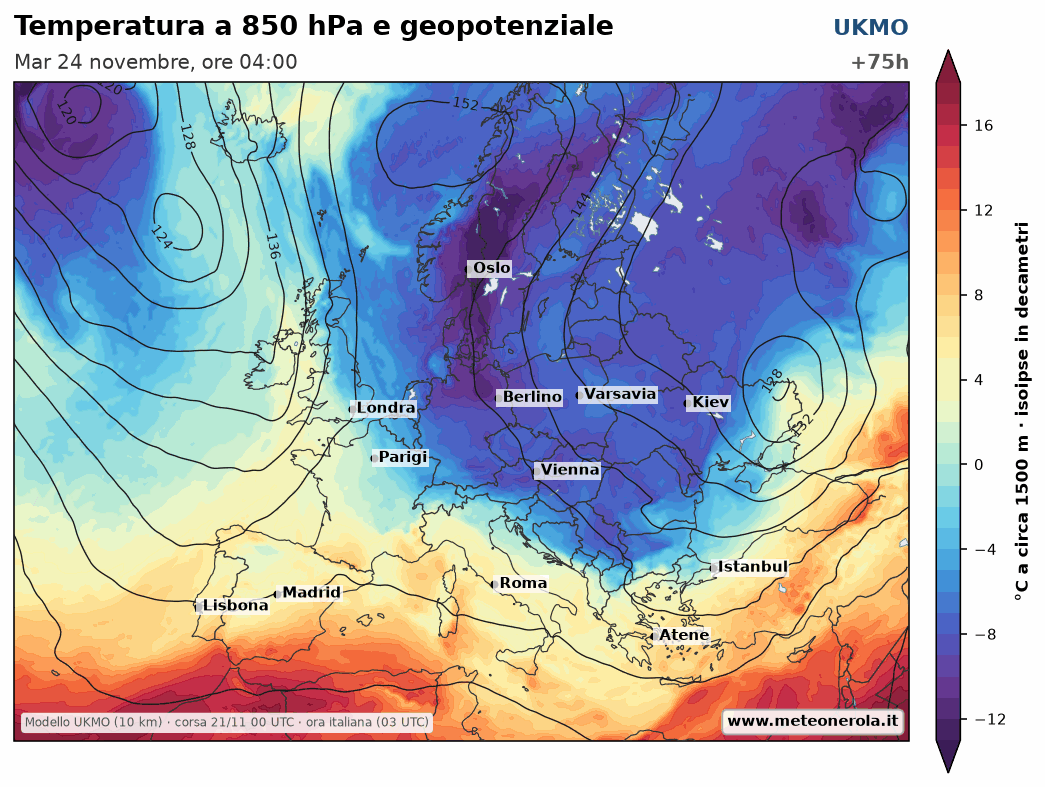 Temperatura a 850 hPa e geopotenziale
UKMO
Mar 24 novembre, ore 04:00
+75h
120
120
152
128
124
136
144
138
132
Oslo
Londra
Berlino
Varsavia
Kiev
Parigi
Vienna
Istanbul
Roma
Madrid
Lisbona
Atene
16
12
8
4
0
−4
−8
−12
°C a circa 1500 m · isoipse in decametri
Modello UKMO (10 km) · corsa 21/11 00 UTC · ora italiana (03 UTC)
www.meteonerola.it